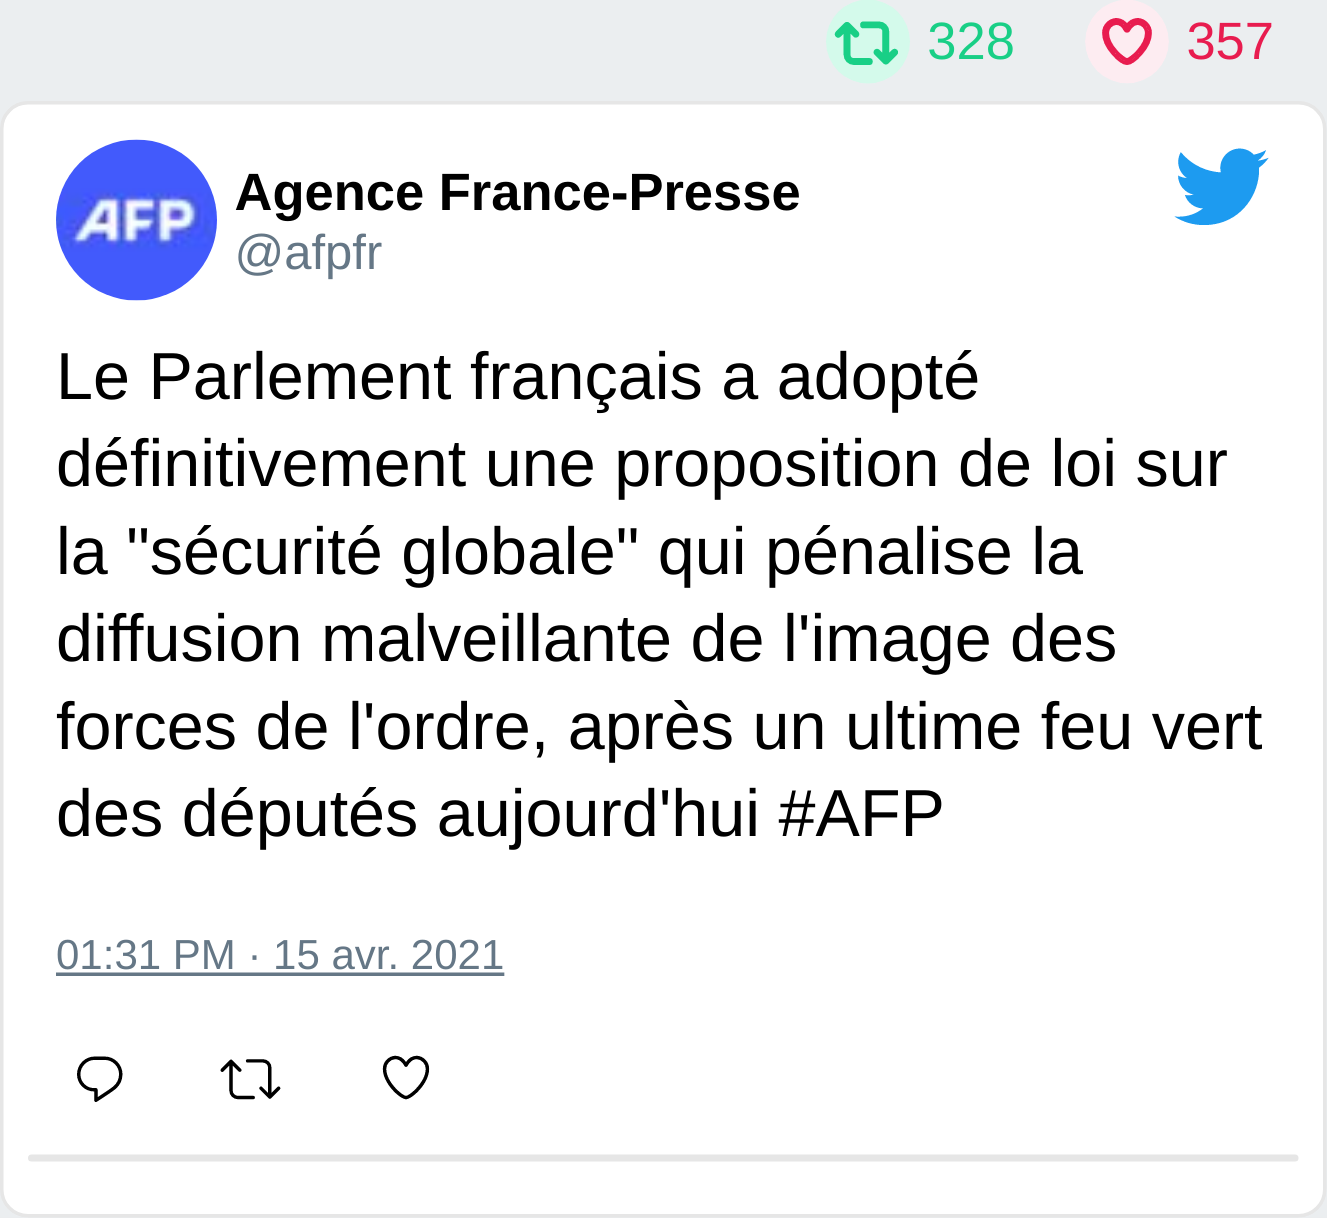 328 357
AFP
Agence France-Presse
@afpfr
Le Parlement français a adopté
définitivement une proposition de loi sur
la "sécurité globale" qui pénalise la
diffusion malveillante de l'image des
forces de l'ordre, après un ultime feu vert
des députés aujourd'hui #AFP
01:31 PM · 15 avr. 2021